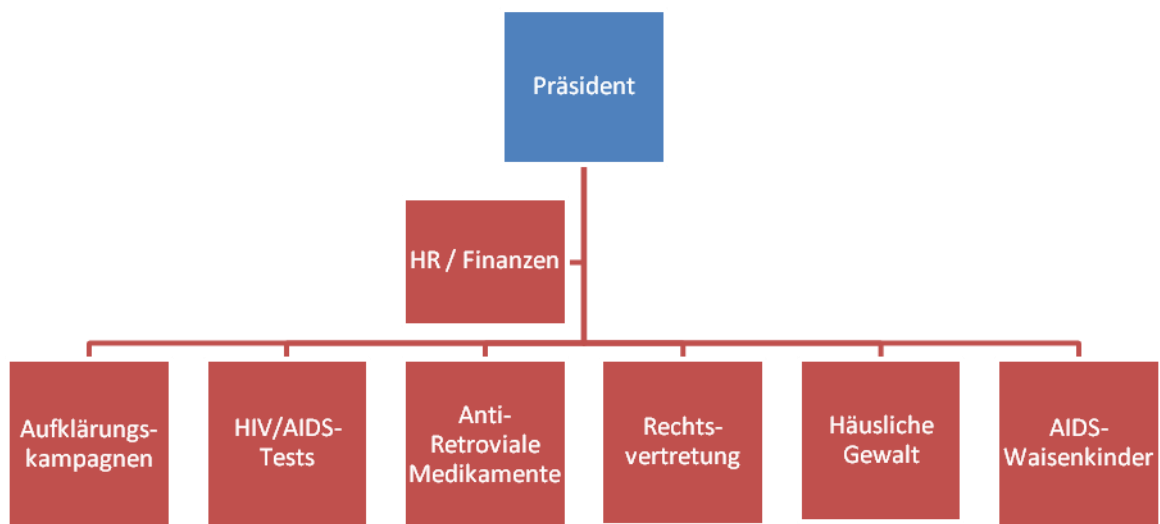 Präsident
HR / Finanzen
Aufklärungs-
kampagnen
HIV/AIDS-
Tests
Anti-
Retroviale
Medikamente
Rechts-
vertretung
Häusliche
Gewalt
AIDS-
Waisenkinder